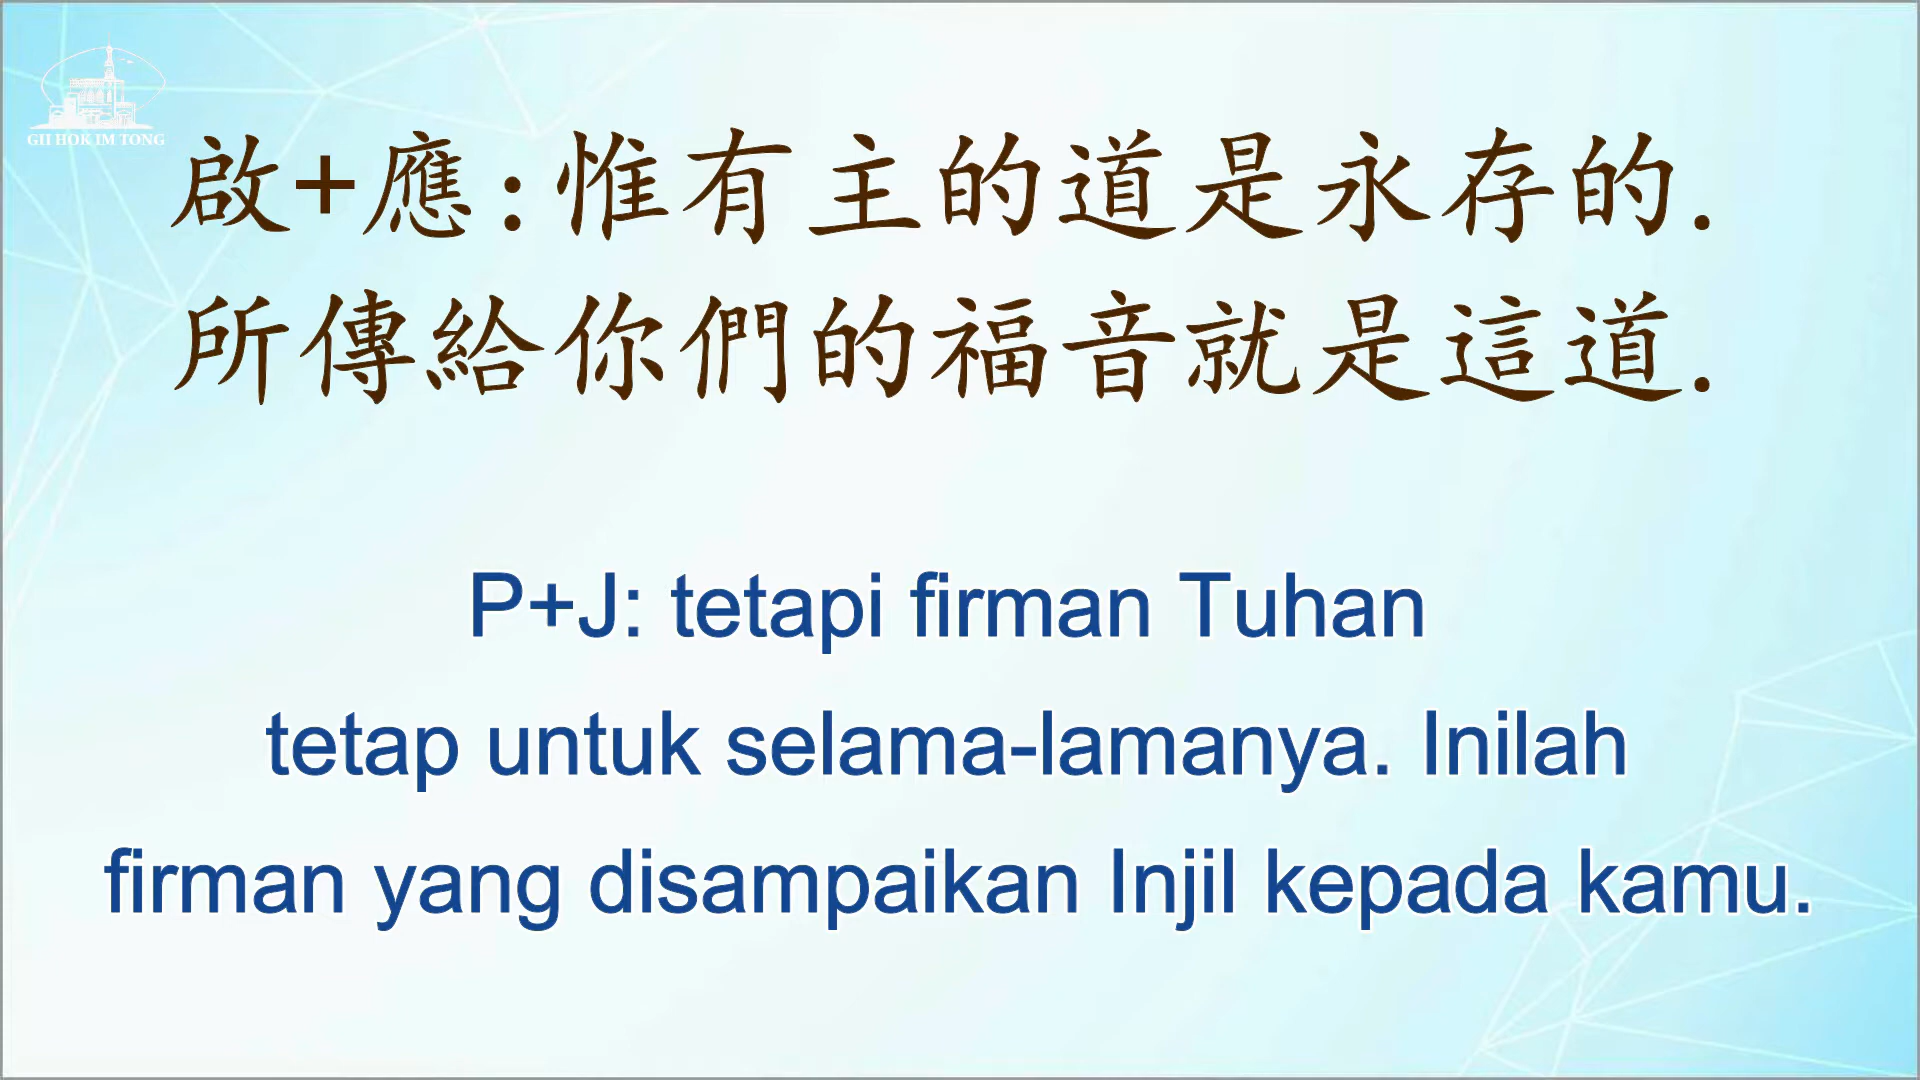 GII HOK IM TONG
啟+應:惟有主的道是永存的.
所傳給你們的福音就是這道.
P+J: tetapi firman Tuhan
tetap untuk selama-lamanya. Inilah
firman yang disampaikan Injil kepada kamu.